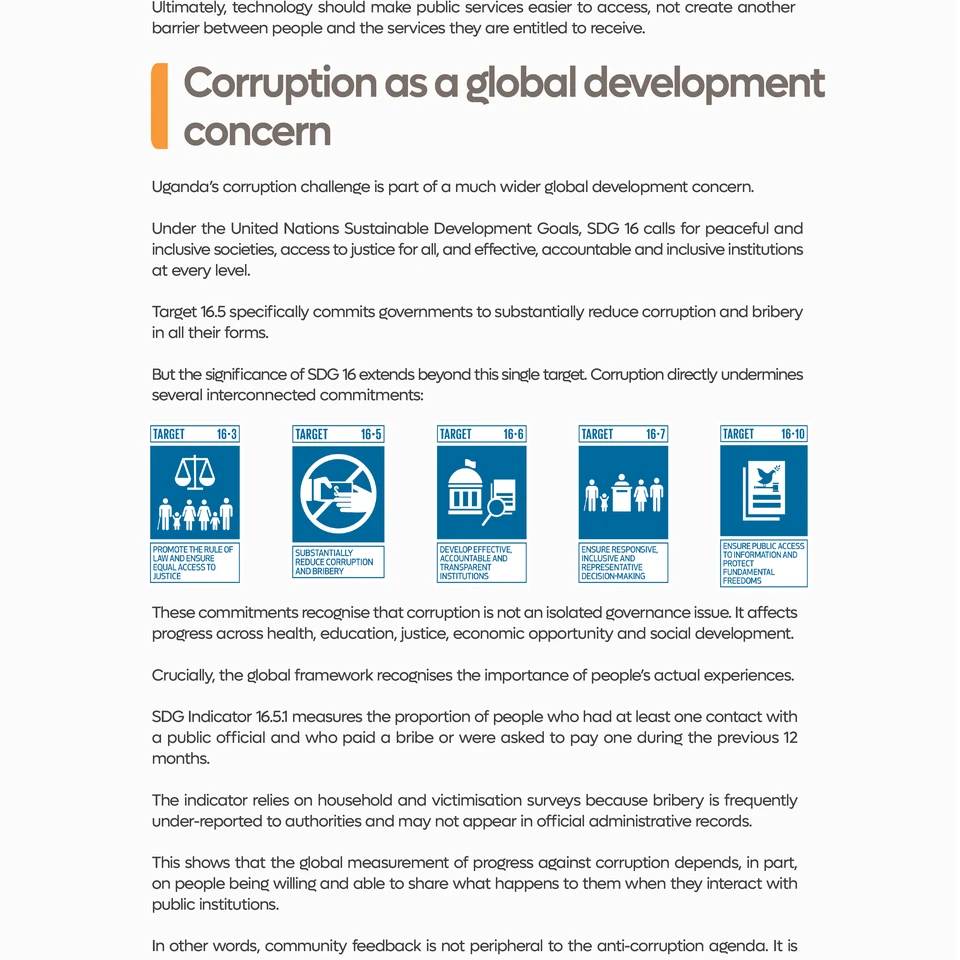 Ultimately, technology should make public services easier to access, not create another
barrier between people and the services they are entitled to receive.
Corruption as a global development
concern
Uganda's corruption challenge is part of a much wider global development concern.
Under the United Nations Sustainable Development Goals, SDG 16 calls for peaceful and
inclusive societies, access to justice for all, and effective, accountable and inclusive institutions
at every level.
Target 16.5 specifically commits governments to substantially reduce corruption and bribery
in all their forms.
But the significance of SDG 16 extends beyond this single target. Corruption directly undermines
several interconnected commitments:
TARGET 16·3
PROMOTE THE RULE OF
LAW AND ENSURE
EQUAL ACCESS TO
JUSTICE
TARGET 16·5
SUBSTANTIALLY
REDUCE CORRUPTION
AND BRIBERY
TARGET 16·6
DEVELOP EFFECTIVE,
ACCOUNTABLE AND
TRANSPARENT
INSTITUTIONS
TARGET 16·7
ENSURE RESPONSIVE,
INCLUSIVE AND
REPRESENTATIVE
DECISION-MAKING
TARGET 16·10
ENSURE PUBLIC ACCESS
TO INFORMATION AND
PROTECT
FUNDAMENTAL
FREEDOMS
These commitments recognise that corruption is not an isolated governance issue. It affects
progress across health, education, justice, economic opportunity and social development.
Crucially, the global framework recognises the importance of people's actual experiences.
SDG Indicator 16.5.1 measures the proportion of people who had at least one contact with
a public official and who paid a bribe or were asked to pay one during the previous 12
months.
The indicator relies on household and victimisation surveys because bribery is frequently
under-reported to authorities and may not appear in official administrative records.
This shows that the global measurement of progress against corruption depends, in part,
on people being willing and able to share what happens to them when they interact with
public institutions.
In other words, community feedback is not peripheral to the anti-corruption agenda. It is